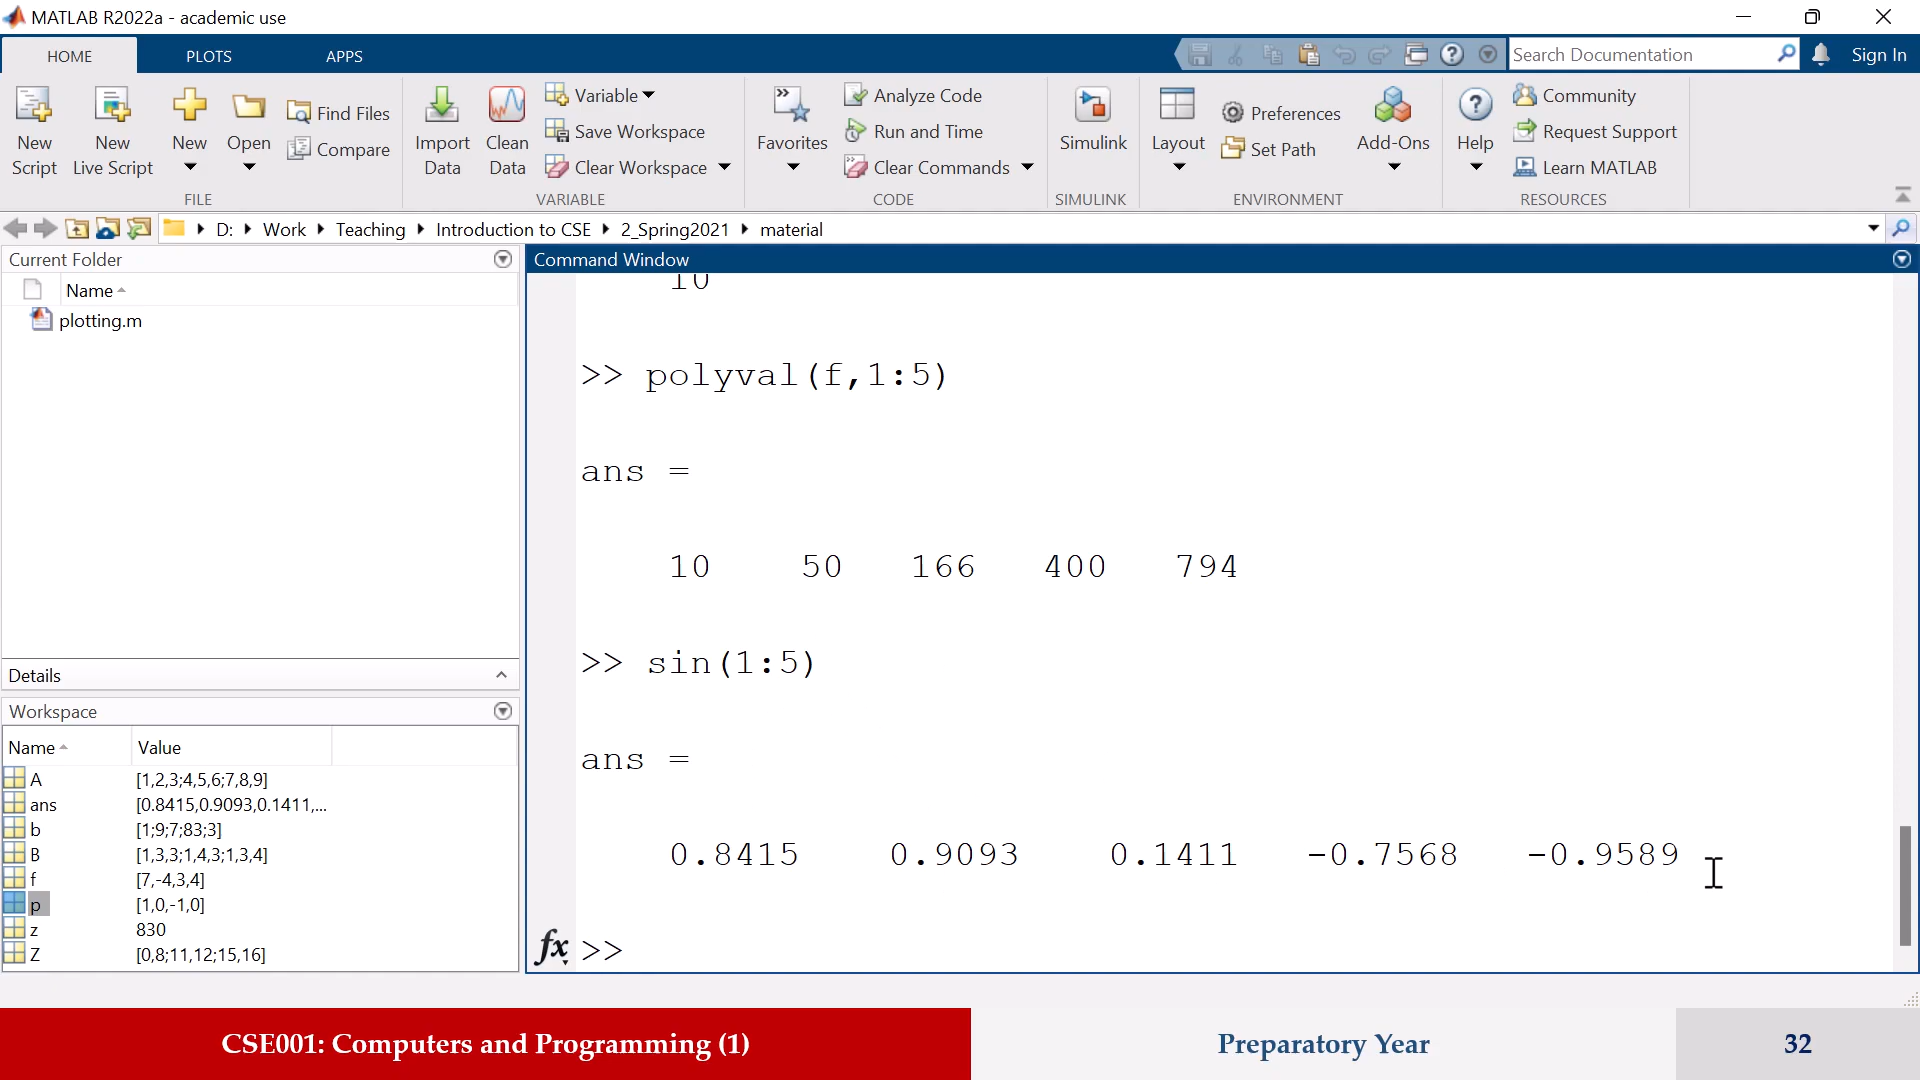 MATLAB R2022a - academic use
HOME PLOTS APPS
Search Documentation
Sign In
New Script
New Live Script
New
Open
Find Files
Compare
FILE
Import Data
Clean Data
Variable
Save Workspace
Clear Workspace
VARIABLE
Favorites
Analyze Code
Run and Time
Clear Commands
CODE
Simulink
SIMULINK
Layout
Preferences
Set Path
Add-Ons
ENVIRONMENT
Help
Community
Request Support
Learn MATLAB
RESOURCES
D: Work Teaching Introduction to CSE 2_Spring2021 material
Current Folder
Name
plotting.m
Details
Workspace
Name Value
A [1,2,3;4,5,6;7,8,9]
ans [0.8415,0.9093,0.1411,...
b [1;9;7;83;3]
B [1,3,3;1,4,3;1,3,4]
f [7,-4,3,4]
p [1,0,-1,0]
z 830
Z [0,8;11,12;15,16]
Command Window
10
>> polyval(f,1:5)
ans =
10 50 166 400 794
>> sin(1:5)
ans =
0.8415 0.9093 0.1411 -0.7568 -0.9589
fx >>
CSE001: Computers and Programming (1)
Preparatory Year
32